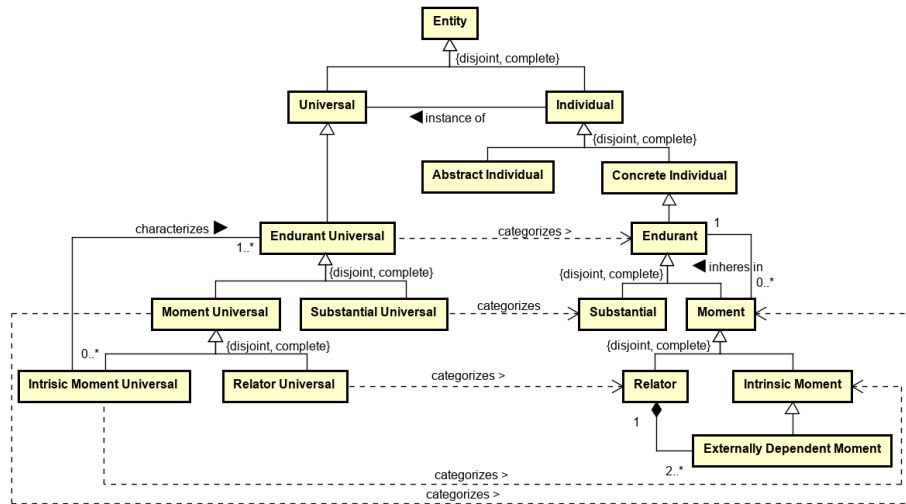 Entity
{disjoint, complete}
Universal
Individual
◀ instance of
{disjoint, complete}
Abstract Individual
Concrete Individual
characterizes ▶
1..*
Endurant Universal
categorizes >
Endurant
1
{disjoint, complete}
{disjoint, complete}
◀ inheres in
0..*
Moment Universal
Substantial Universal
categorizes >
Substantial
Moment
0..*
{disjoint, complete}
{disjoint, complete}
Intrisic Moment Universal
Relator Universal
categorizes >
Relator
Intrinsic Moment
1
Externally Dependent Moment
2..*
categorizes >
categorizes >